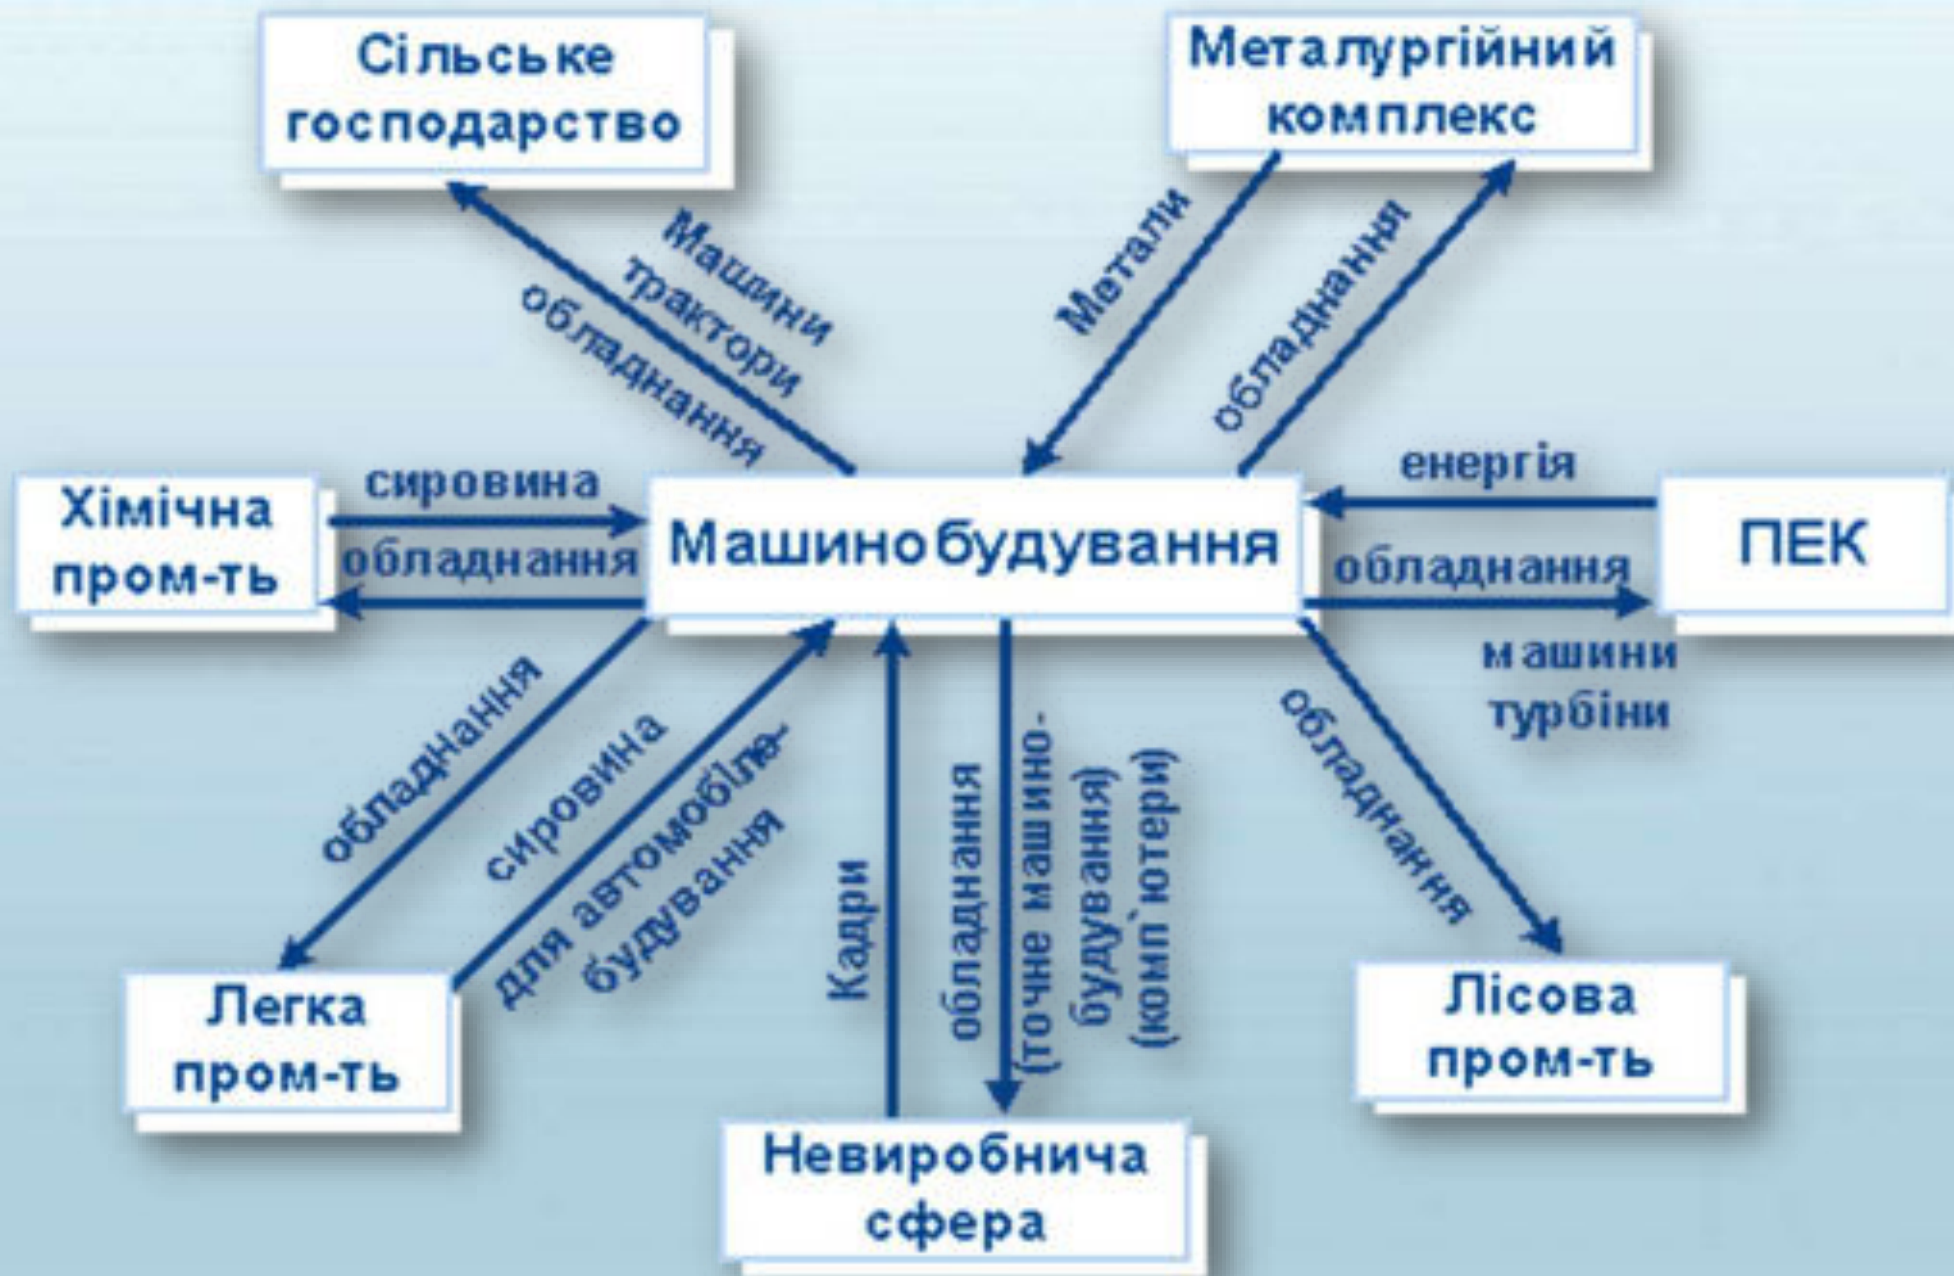 Сільське
господарство
Металургійний
комплекс
Машини
трактори
обладнання
Метали
обладнання
Хімічна
пром-ть
сировина
обладнання
Машинобудування
енергія
обладнання
машини
турбіни
ПЕК
обладнання
сировина
для автомобіле-
будування
Кадри
обладнання
(точне машино-
будування)
(комп`ютери)
обладнання
Легка
пром-ть
Невиробнича
сфера
Лісова
пром-ть